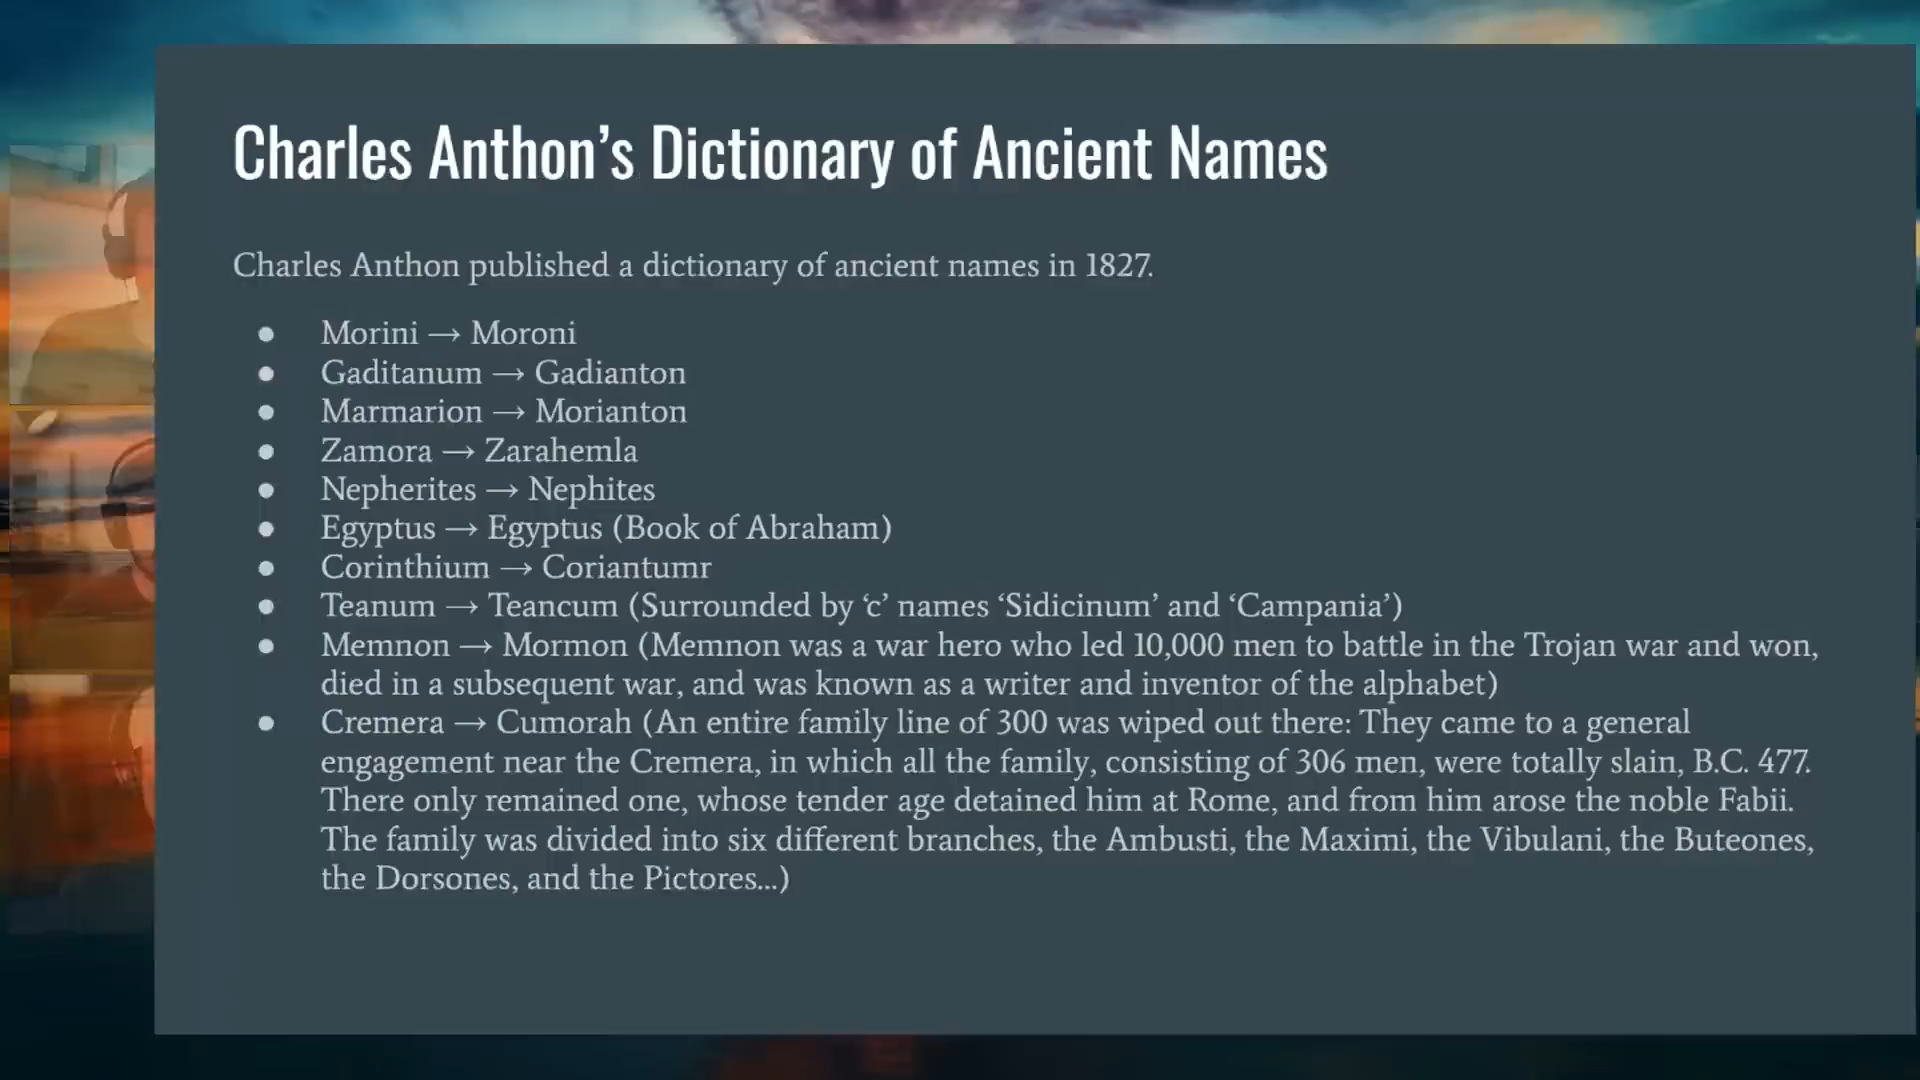 Charles Anthon’s Dictionary of Ancient Names
Charles Anthon published a dictionary of ancient names in 1827.
● Morini → Moroni
● Gaditanum → Gadianton
● Marmarion → Morianton
● Zamora → Zarahemla
● Nepherites → Nephites
● Egyptus → Egyptus (Book of Abraham)
● Corinthium → Coriantumr
● Teanum → Teancum (Surrounded by ‘c’ names ‘Sidicinum’ and ‘Campania’)
● Memnon → Mormon (Memnon was a war hero who led 10,000 men to battle in the Trojan war and won,
died in a subsequent war, and was known as a writer and inventor of the alphabet)
● Cremera → Cumorah (An entire family line of 300 was wiped out there: They came to a general
engagement near the Cremera, in which all the family, consisting of 306 men, were totally slain, B.C. 477.
There only remained one, whose tender age detained him at Rome, and from him arose the noble Fabii.
The family was divided into six different branches, the Ambusti, the Maximi, the Vibulani, the Buteones,
the Dorsones, and the Pictores...)